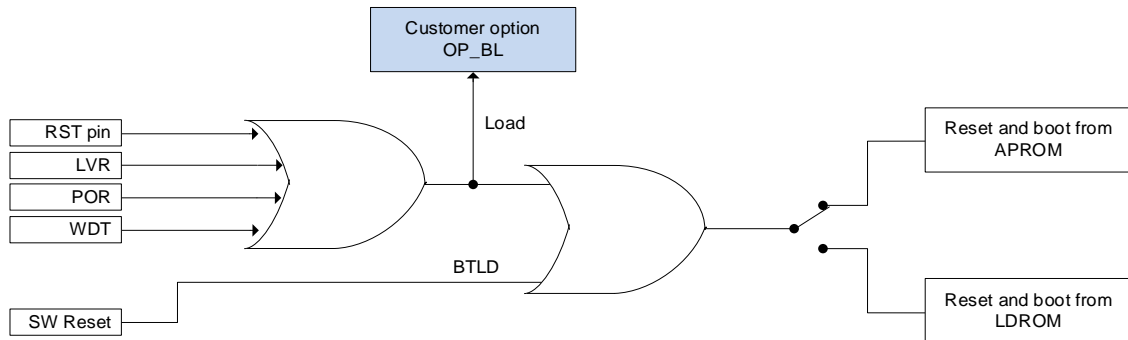 Customer option
OP_BL
RST pin
LVR
POR
WDT
Load
Reset and boot from
APROM
BTLD
SW Reset
Reset and boot from
LDROM